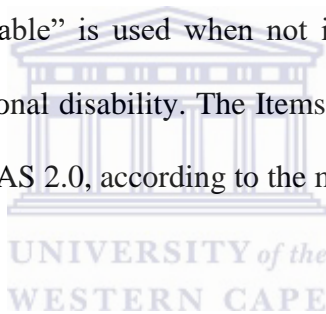 able” is used when not i
onal disability. The Items
AS 2.0, according to the m
UNIVERSITY of the
WESTERN CAPE